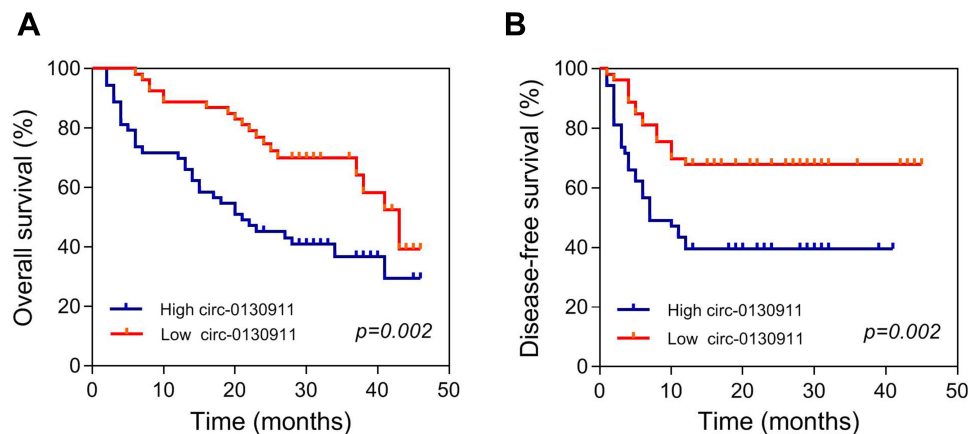 A
Overall survival (%)
100
80
60
40
20
0
High circ-0130911
Low circ-0130911
p=0.002
0 10 20 30 40 50
Time (months)
B
Disease-free survival (%)
100
80
60
40
20
0
High circ-0130911
Low circ-0130911
p=0.002
0 10 20 30 40 50
Time (months)